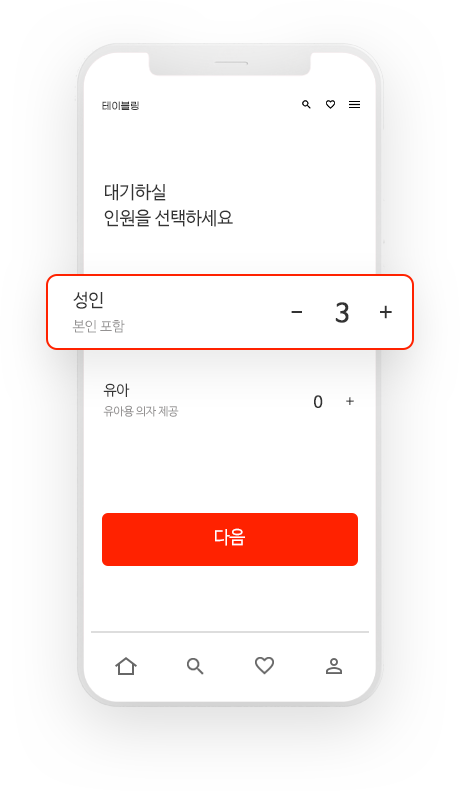 테이블링
대기하실
인원을 선택하세요
성인
본인 포함
− 3 +
유아
유아용 의자 제공
0 +
다음